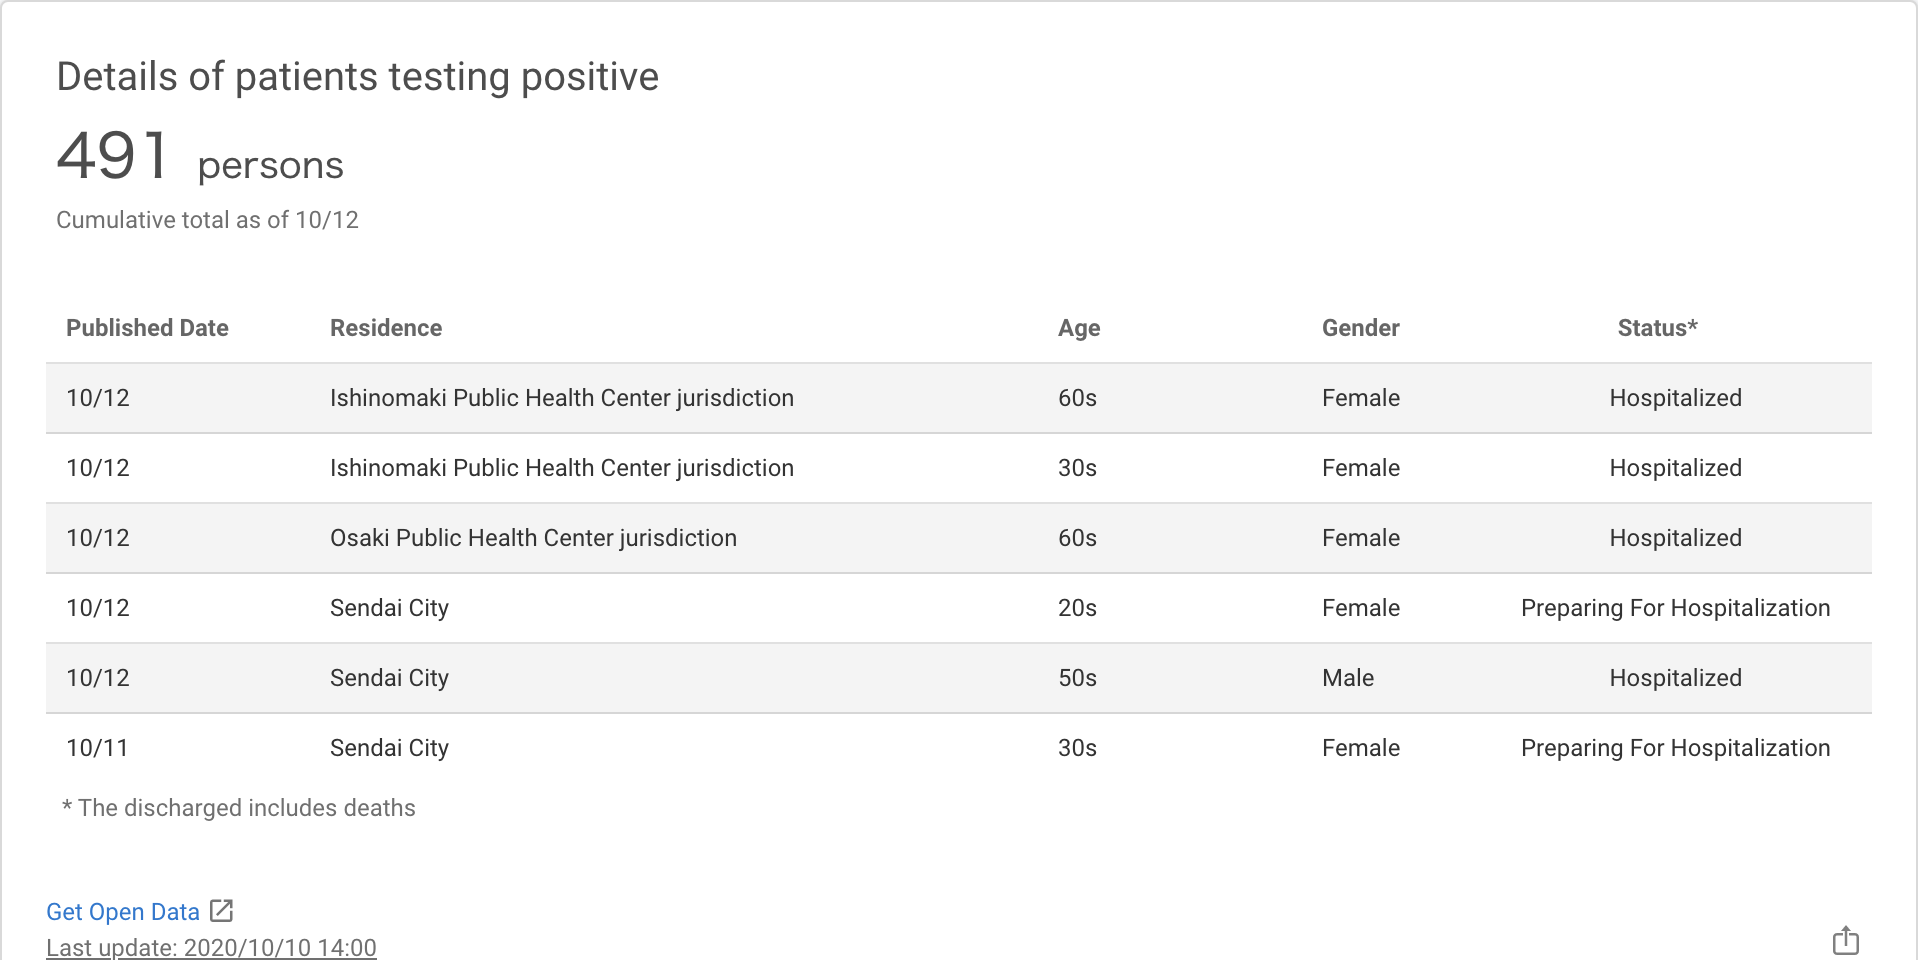 Details of patients testing positive
491 persons
Cumulative total as of 10/12
Published Date Residence Age Gender Status*
10/12 Ishinomaki Public Health Center jurisdiction 60s Female Hospitalized
10/12 Ishinomaki Public Health Center jurisdiction 30s Female Hospitalized
10/12 Osaki Public Health Center jurisdiction 60s Female Hospitalized
10/12 Sendai City 20s Female Preparing For Hospitalization
10/12 Sendai City 50s Male Hospitalized
10/11 Sendai City 30s Female Preparing For Hospitalization
* The discharged includes deaths
Get Open Data
Last update: 2020/10/10 14:00